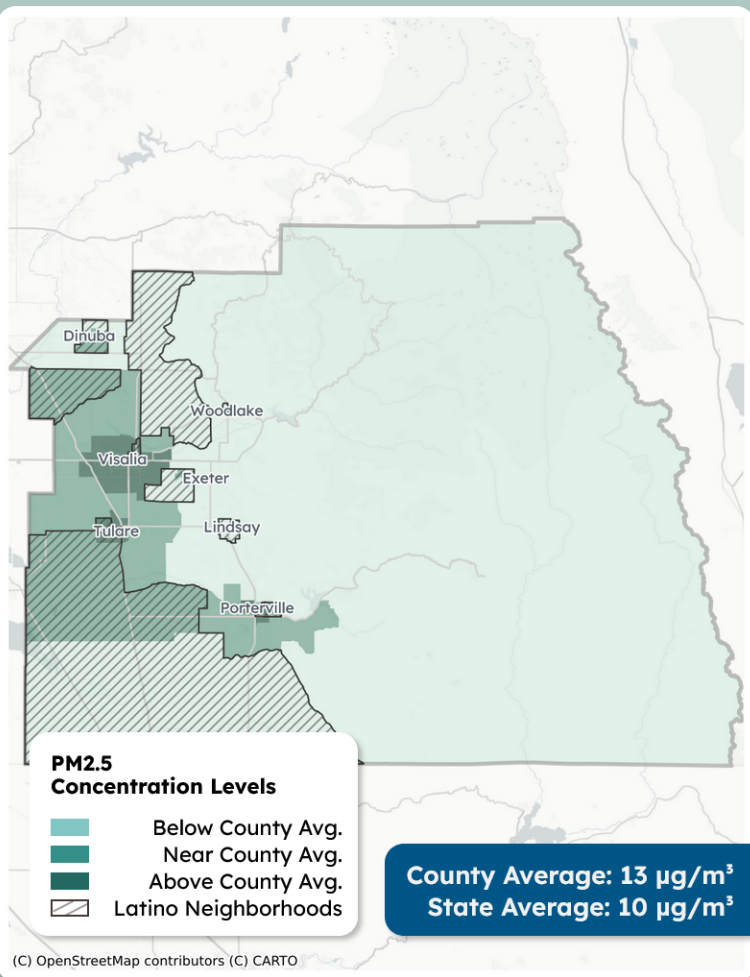 Dinuba
Woodlake
Visalia
Exeter
Tulare
Lindsay
Porterville
PM2.5
Concentration Levels
Below County Avg.
Near County Avg.
Above County Avg.
Latino Neighborhoods
County Average: 13 µg/m³
State Average: 10 µg/m³
(C) OpenStreetMap contributors (C) CARTO